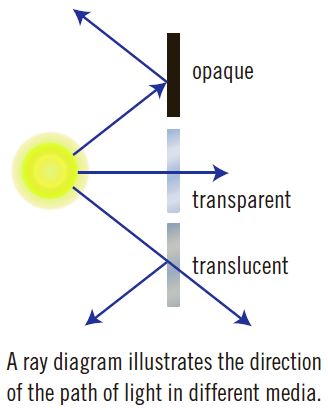 opaque
transparent
translucent
A ray diagram illustrates the direction
of the path of light in different media.